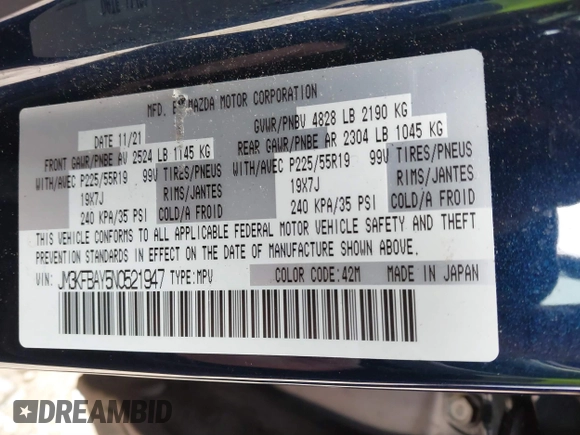 MFD. BY MAZDA MOTOR CORPORATION
DATE 11/21
GVWR/PNBV 4828 LB 2190 KG
FRONT GAWR/PNBE AV 2524 LB 1145 KG
REAR GAWR/PNBE AR 2304 LB 1045 KG
WITH/AVEC P225/55R19 99V TIRES/PNEUS
WITH/AVEC P225/55R19 99V TIRES/PNEUS
19X7J RIMS/JANTES
19X7J RIMS/JANTES
240 KPA/35 PSI COLD/A FROID
240 KPA/35 PSI COLD/A FROID
THIS VEHICLE CONFORMS TO ALL APPLICABLE FEDERAL MOTOR VEHICLE SAFETY AND THEFT
PREVENTION STANDARDS IN EFFECT ON THE DATE OF MANUFACTURE SHOWN ABOVE.
VIN: JM3KFBAY5N0521947 TYPE:MPV COLOR CODE:42M MADE IN JAPAN
DREAMBID